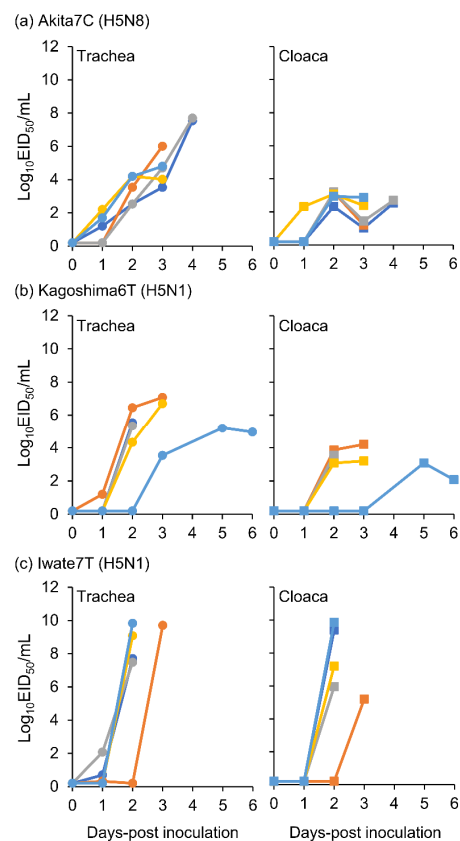 (a) Akita7C (H5N8)
Trachea
Cloaca
Log10EID50/mL
12
10
8
6
4
2
0
0 1 2 3 4 5 6
0 1 2 3 4 5 6
(b) Kagoshima6T (H5N1)
Trachea
Cloaca
Log10EID50/mL
12
10
8
6
4
2
0
0 1 2 3 4 5 6
0 1 2 3 4 5 6
(c) Iwate7T (H5N1)
Trachea
Cloaca
Log10EID50/mL
12
10
8
6
4
2
0
0 1 2 3 4 5 6
0 1 2 3 4 5 6
Days-post inoculation
Days-post inoculation